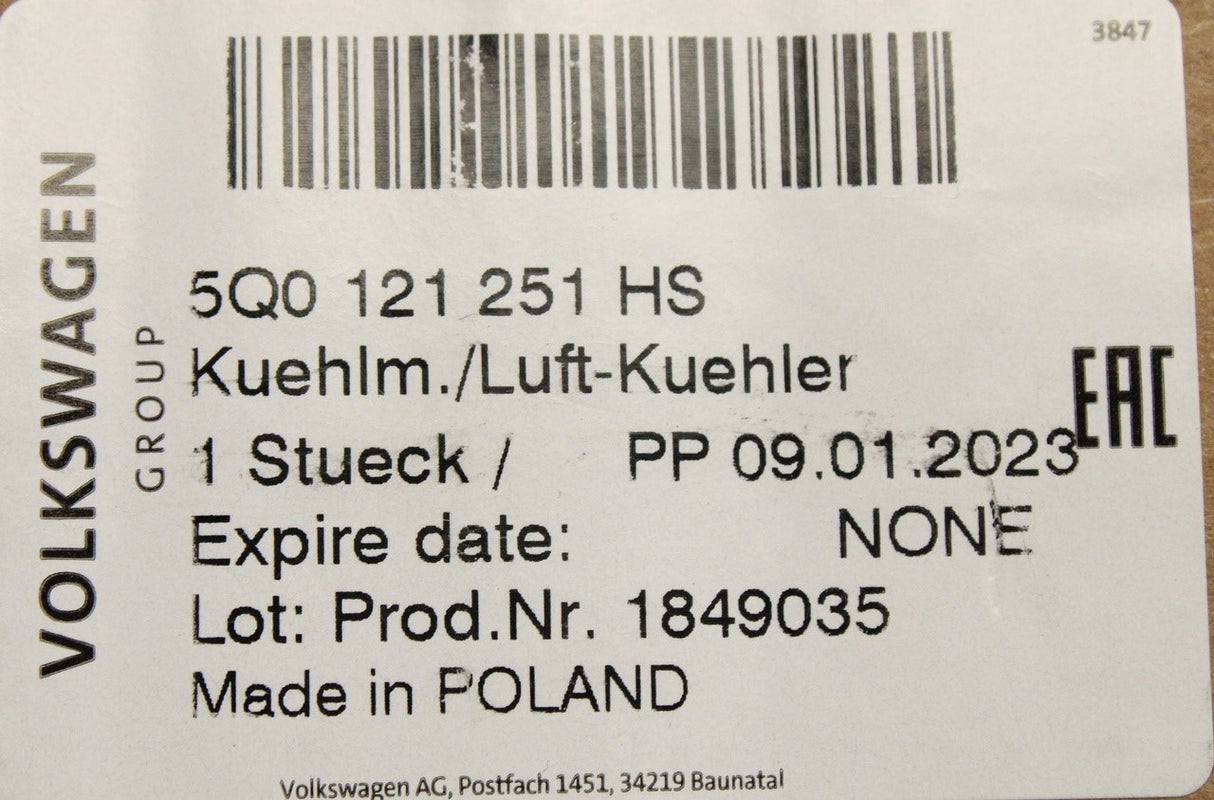 3847
VOLKSWAGEN
GROUP
5Q0 121 251 HS
Kuehlm./Luft-Kuehler
1 Stueck / PP 09.01.2023
EAC
Expire date: NONE
Lot: Prod.Nr. 1849035
Made in POLAND
Volkswagen AG, Postfach 1451, 34219 Baunatal